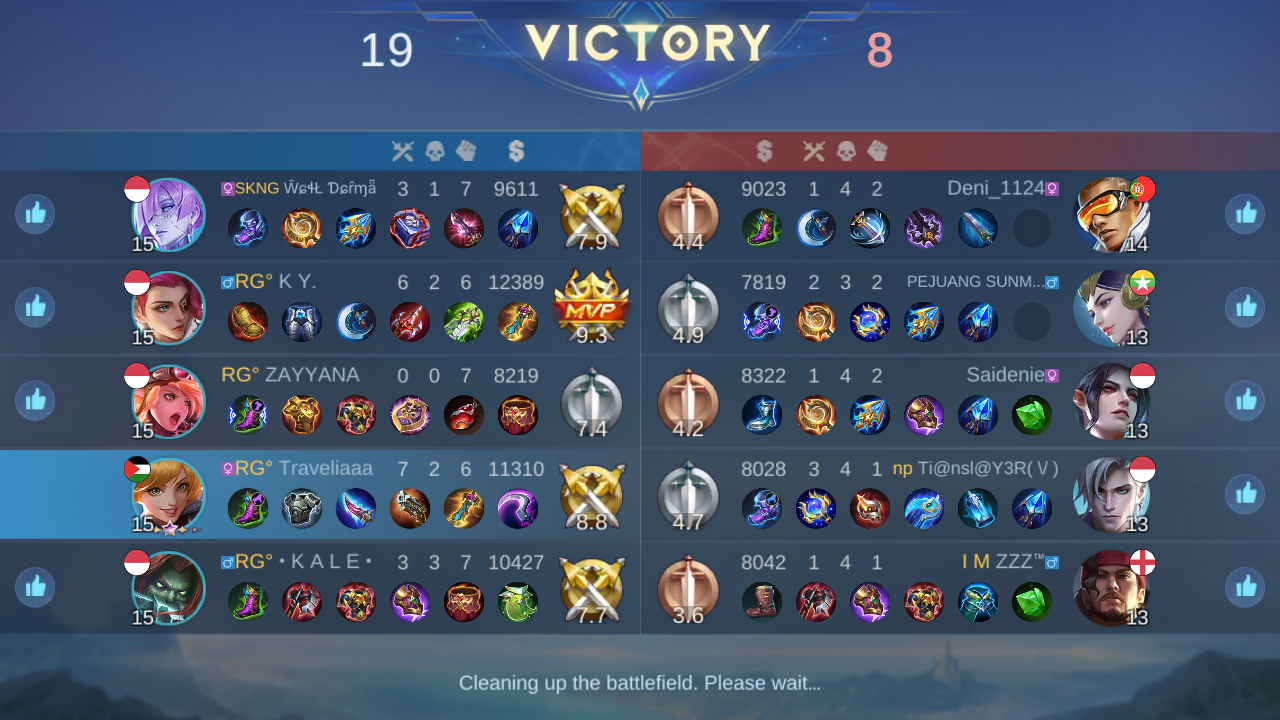 19 VICTORY 8
SKNG ŴɕɬŁ Ɗɕřɱǟ 3 1 7 9611
15 7.9
4.4 9023 1 4 2 Deni_1124
14
RG° K Y. 6 2 6 12389
15 MVP 9.3
4.9 7819 2 3 2 PEJUANG SUNM...
13
RG° ZAYYANA 0 0 7 8219
15 7.4
4.2 8322 1 4 2 Saidenie
13
RG° Traveliaaa 7 2 6 11310
15 8.8
4.7 8028 3 4 1 np Ti@nsl@Y3R( \/ )
13
RG° • K A L E • 3 3 7 10427
15 7.7
3.6 8042 1 4 1 I M ZZZ™
13
Cleaning up the battlefield. Please wait...